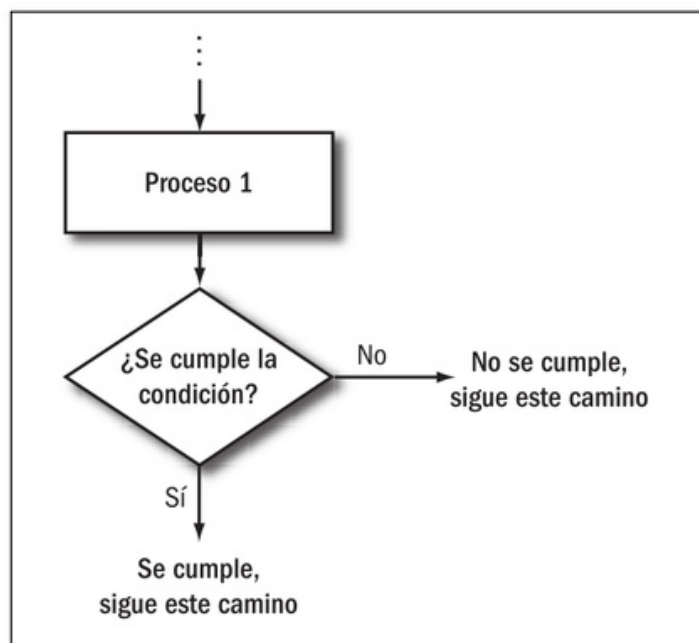 Proceso 1
¿Se cumple la
condición?
No
No se cumple,
sigue este camino
Sí
Se cumple,
sigue este camino